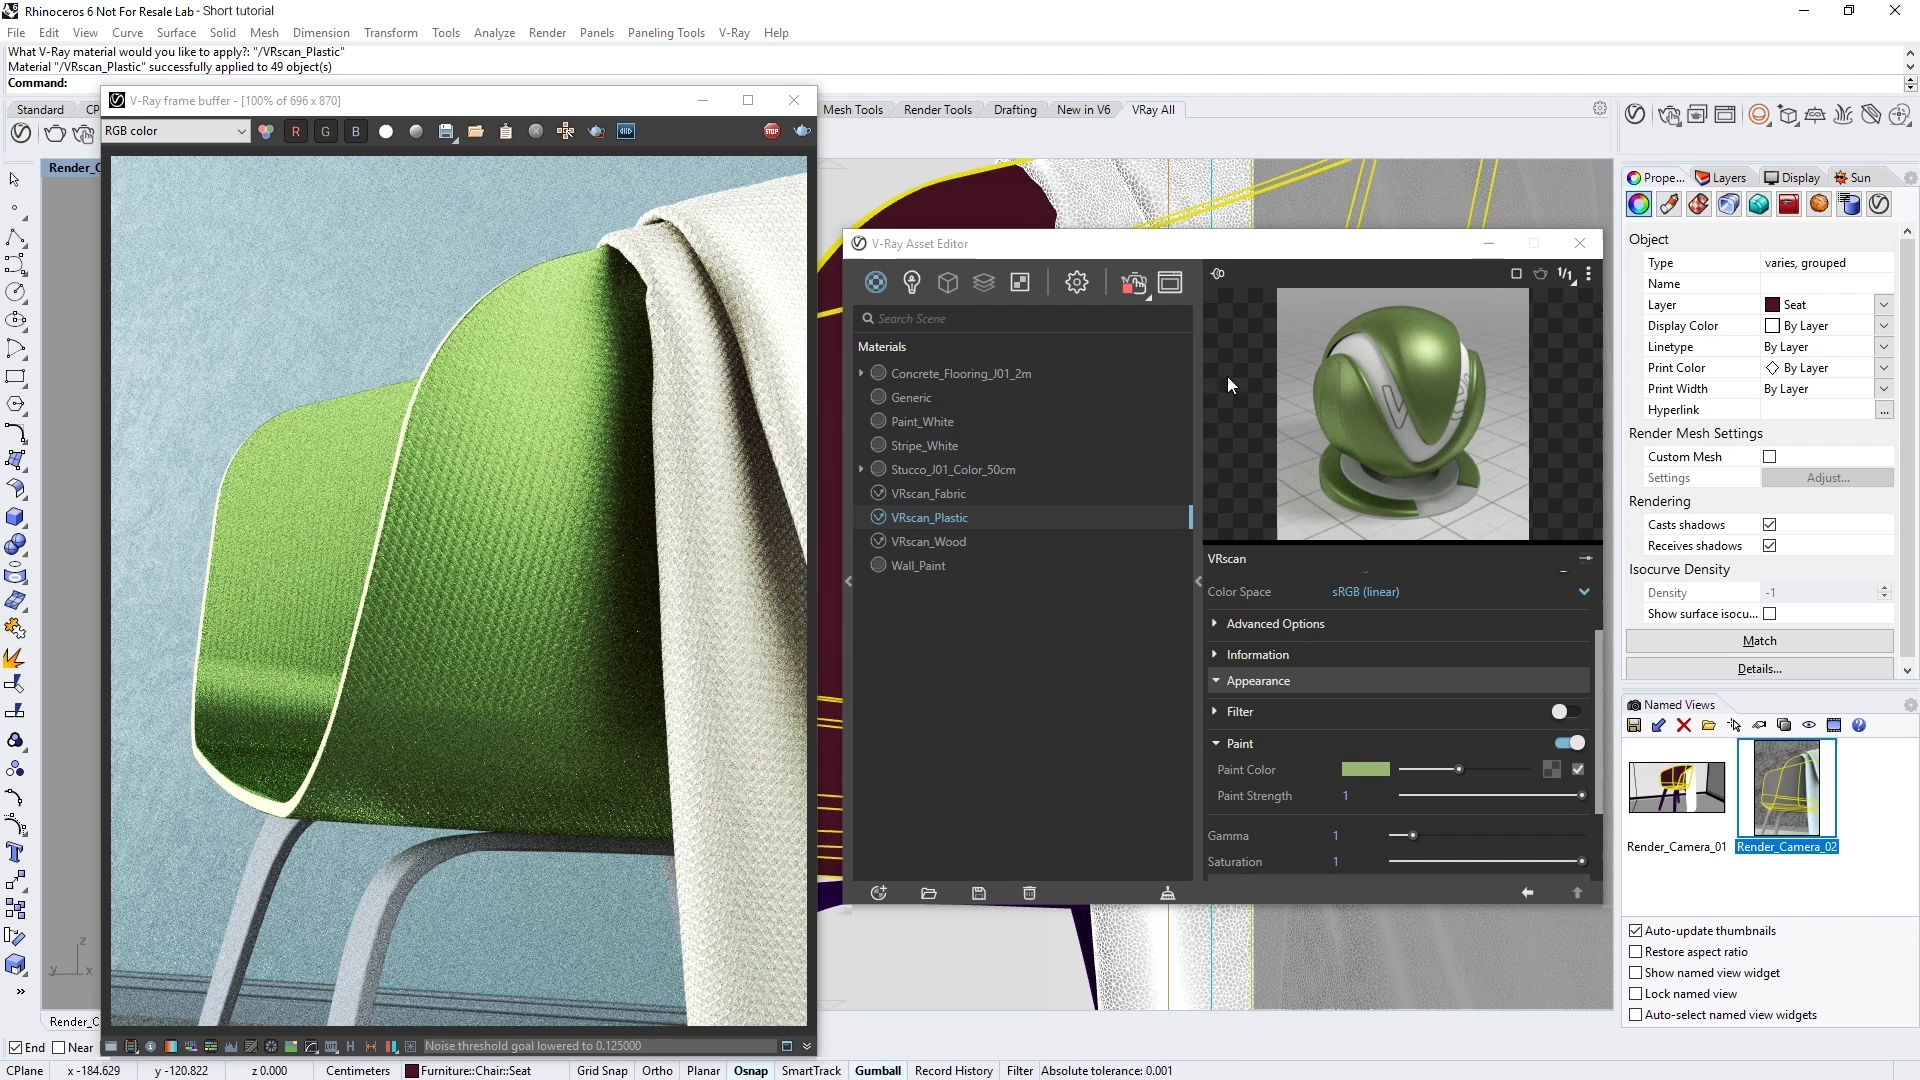 Rhinoceros 6 Not For Resale Lab - Short tutorial
File Edit View Curve Surface Solid Mesh Dimension Transform Tools Analyze Render Panels Paneling Tools V-Ray Help
What V-Ray material would you like to apply?: "/VRscan_Plastic"
Material "/VRscan_Plastic" successfully applied to 49 object(s)
Command:
Standard CP Mesh Tools Render Tools Drafting New in V6 VRay All
V-Ray frame buffer - [100% of 696 x 870]
RGB color R G B STOP
Render_C
V-Ray Asset Editor
1/1
Search Scene
Materials
Concrete_Flooring_J01_2m
Generic
Paint_White
Stripe_White
Stucco_J01_Color_50cm
VRscan_Fabric
VRscan_Plastic
VRscan_Wood
Wall_Paint
VRscan
Color Space sRGB (linear)
Advanced Options
Information
Appearance
Filter
Paint
Paint Color
Paint Strength 1
Gamma 1
Saturation 1
Prope... Layers Display Sun
Object
Type varies, grouped
Name
Layer Seat
Display Color By Layer
Linetype By Layer
Print Color By Layer
Print Width By Layer
Hyperlink ...
Render Mesh Settings
Custom Mesh
Settings Adjust...
Rendering
Casts shadows
Receives shadows
Isocurve Density
Density -1
Show surface isocu...
Match
Details...
Named Views
Render_Camera_01 Render_Camera_02
Auto-update thumbnails
Restore aspect ratio
Show named view widget
Lock named view
Auto-select named view widgets
z
y x
Render_C
End Near
HSL LUT H
Noise threshold goal lowered to 0.125000
CPlane x -184.629 y -120.822 z 0.000 Centimeters Furniture::Chair::Seat Grid Snap Ortho Planar Osnap SmartTrack Gumball Record History Filter Absolute tolerance: 0.001